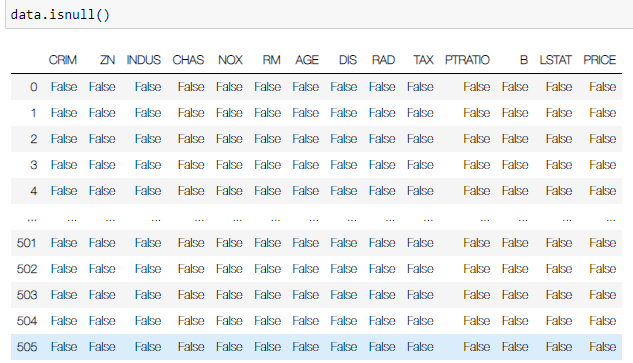 data.isnull()
CRIM ZN INDUS CHAS NOX RM AGE DIS RAD TAX PTRATIO B LSTAT PRICE
0 False False False False False False False False False False False False False False
1 False False False False False False False False False False False False False False
2 False False False False False False False False False False False False False False
3 False False False False False False False False False False False False False False
4 False False False False False False False False False False False False False False
... ... ... ... ... ... ... ... ... ... ... ... ... ... ...
501 False False False False False False False False False False False False False False
502 False False False False False False False False False False False False False False
503 False False False False False False False False False False False False False False
504 False False False False False False False False False False False False False False
505 False False False False False False False False False False False False False False